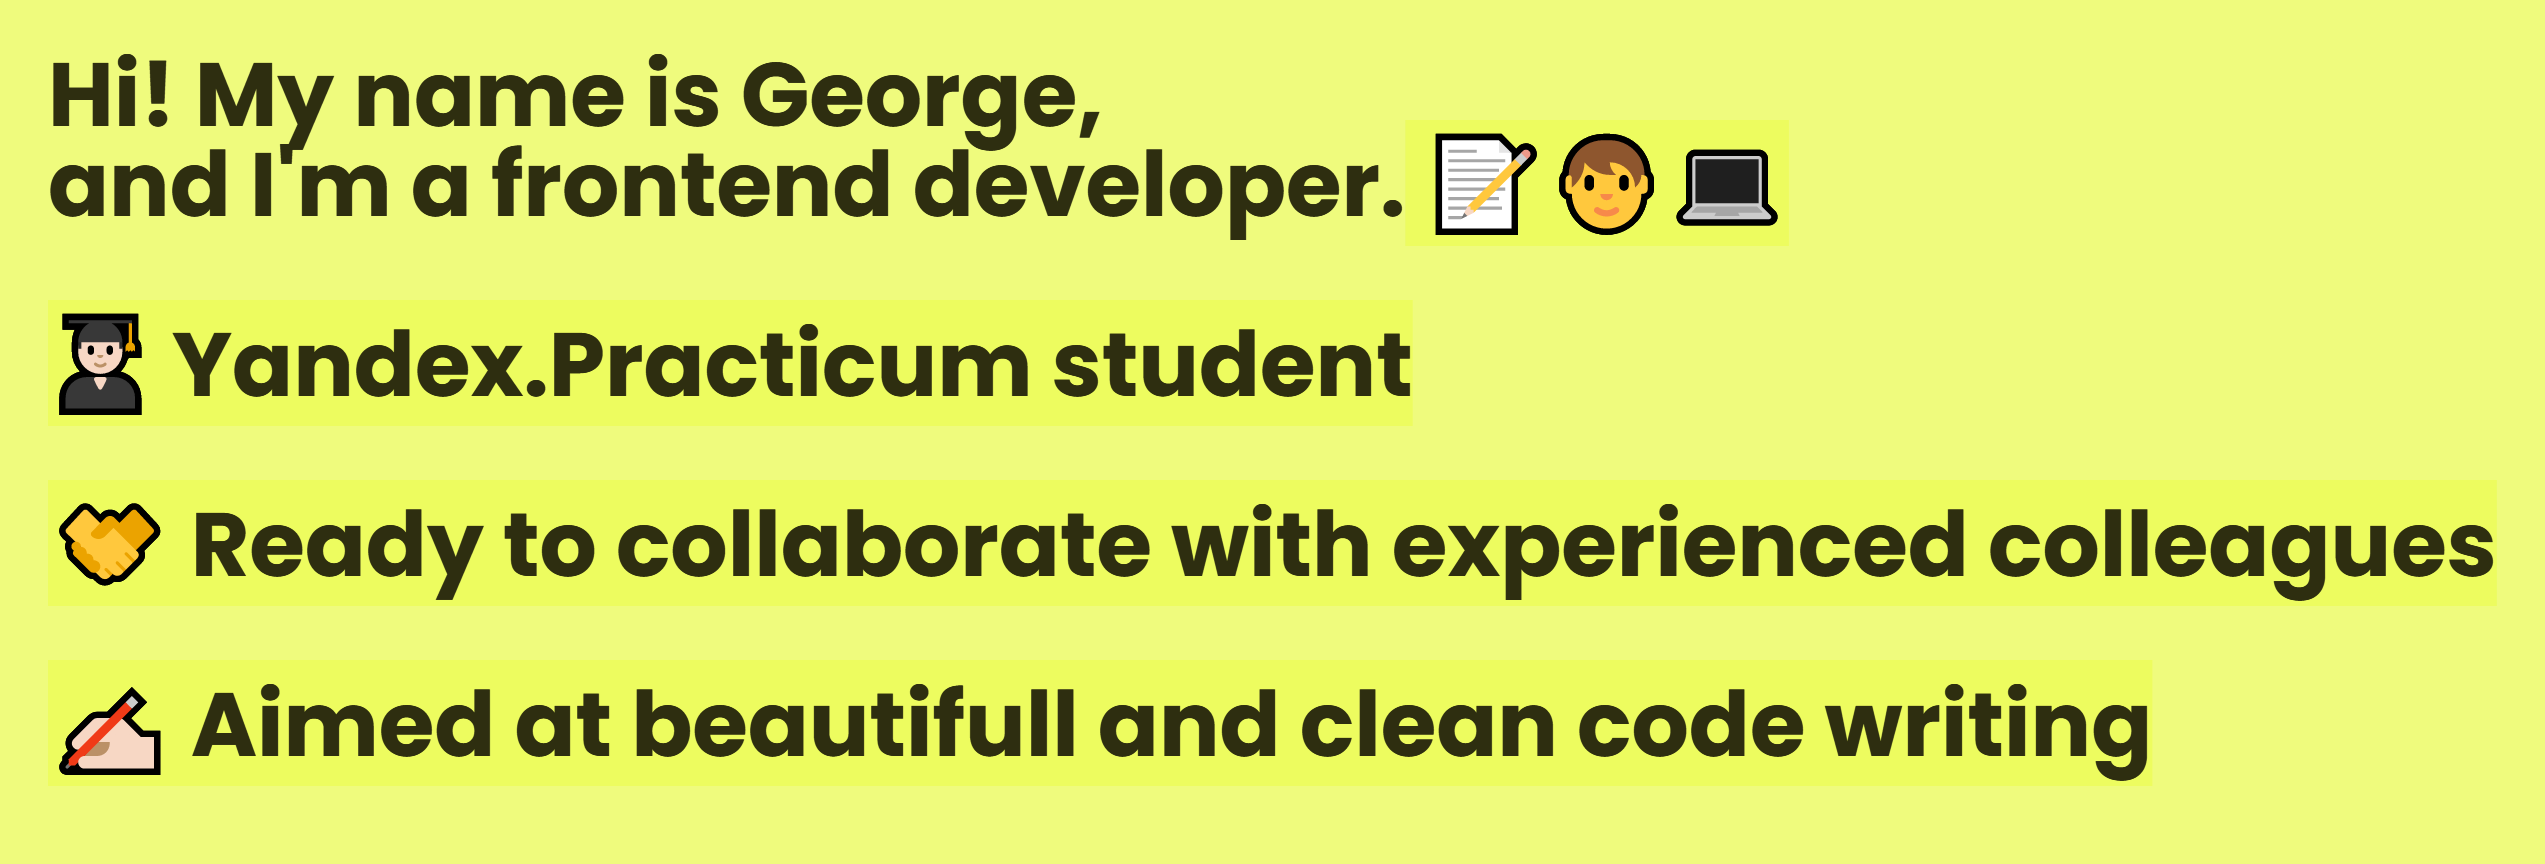 Hi! My name is George,
and I'm a frontend developer. 📝 👦 💻
👨🏻‍🎓 Yandex.Practicum student
🤝 Ready to collaborate with experienced colleagues
✍🏻 Aimed at beautifull and clean code writing